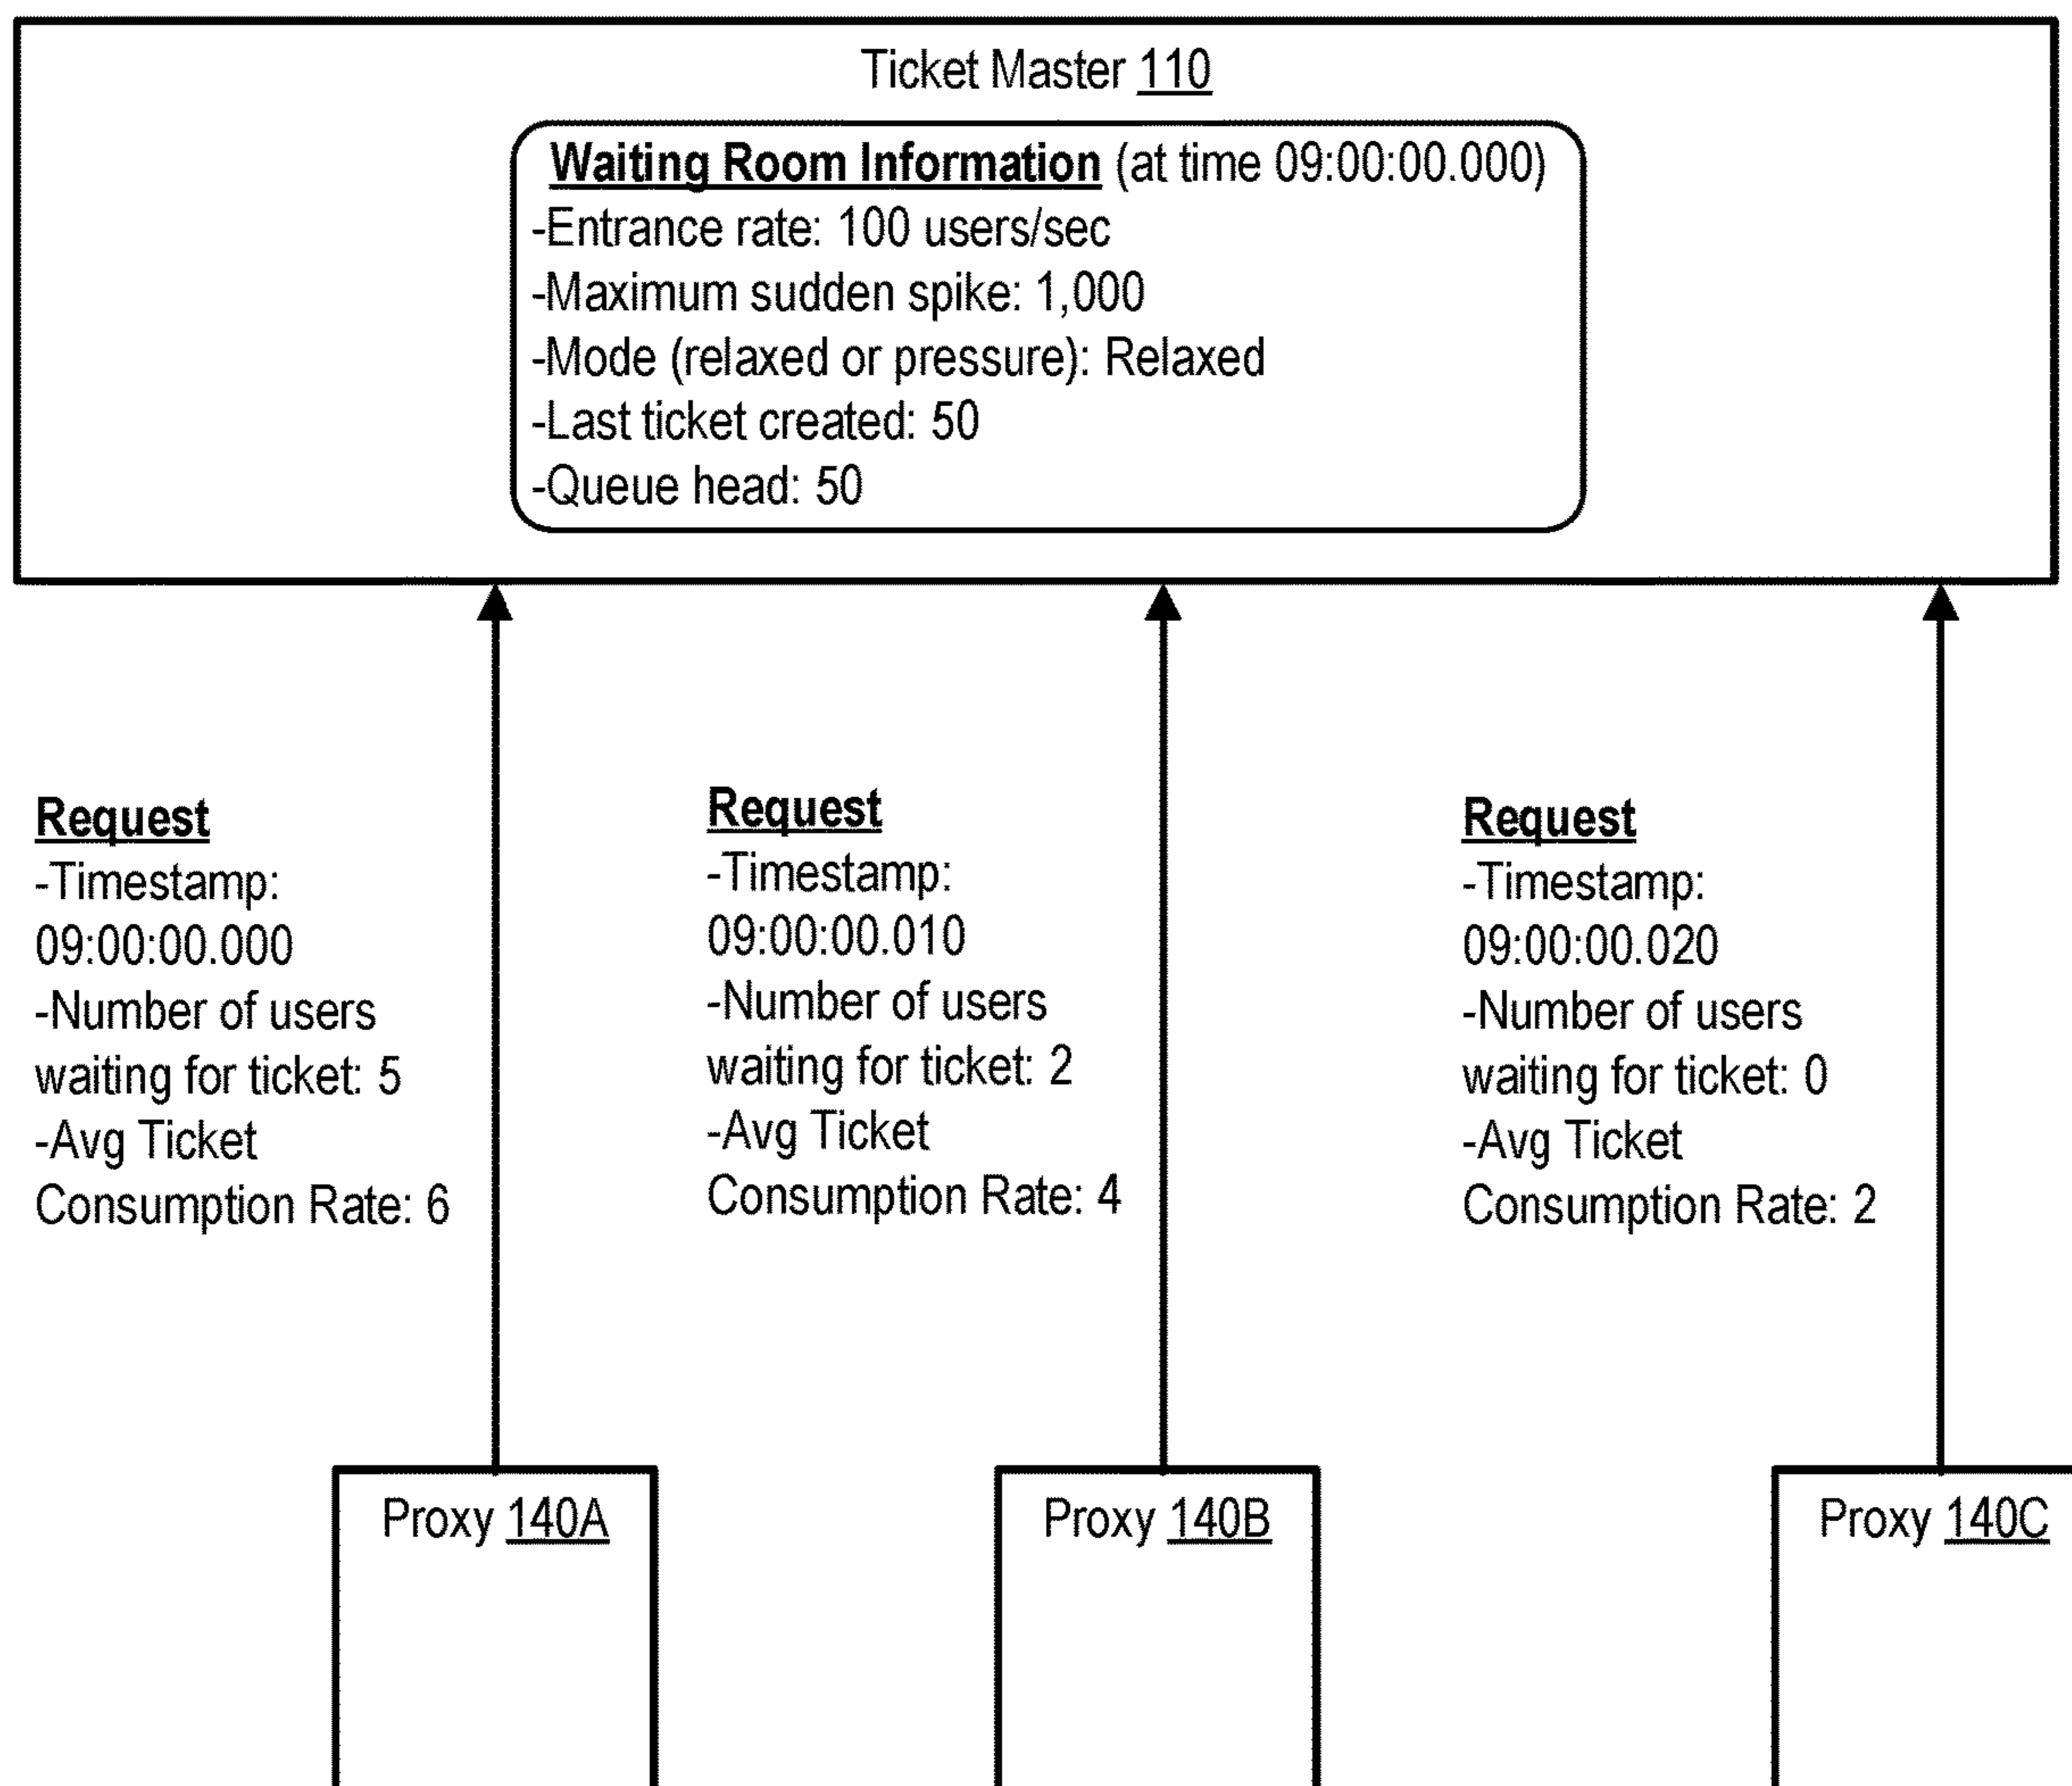 Ticket Master 110
Waiting Room Information (at time 09:00:00.000)
-Entrance rate: 100 users/sec
-Maximum sudden spike: 1,000
-Mode (relaxed or pressure): Relaxed
-Last ticket created: 50
-Queue head: 50
Request
-Timestamp:
09:00:00.000
-Number of users
waiting for ticket: 5
-Avg Ticket
Consumption Rate: 6
Request
-Timestamp:
09:00:00.010
-Number of users
waiting for ticket: 2
-Avg Ticket
Consumption Rate: 4
Request
-Timestamp:
09:00:00.020
-Number of users
waiting for ticket: 0
-Avg Ticket
Consumption Rate: 2
Proxy 140A
Proxy 140B
Proxy 140C